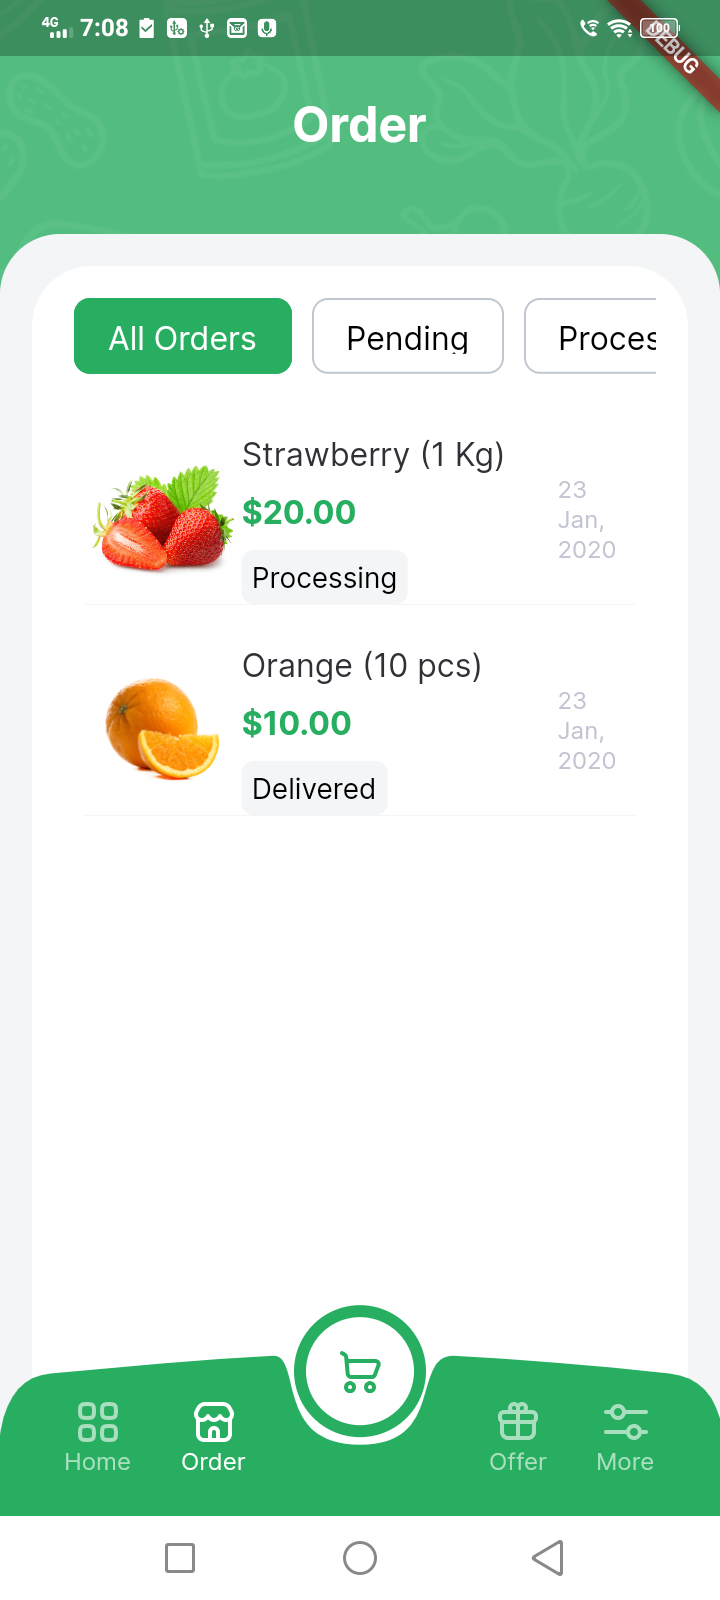 4G 7:08 100
DEBUG
Order
All Orders Pending Proces
Strawberry (1 Kg)
$20.00
23
Jan,
2020
Processing
Orange (10 pcs)
$10.00
23
Jan,
2020
Delivered
Home Order Offer More